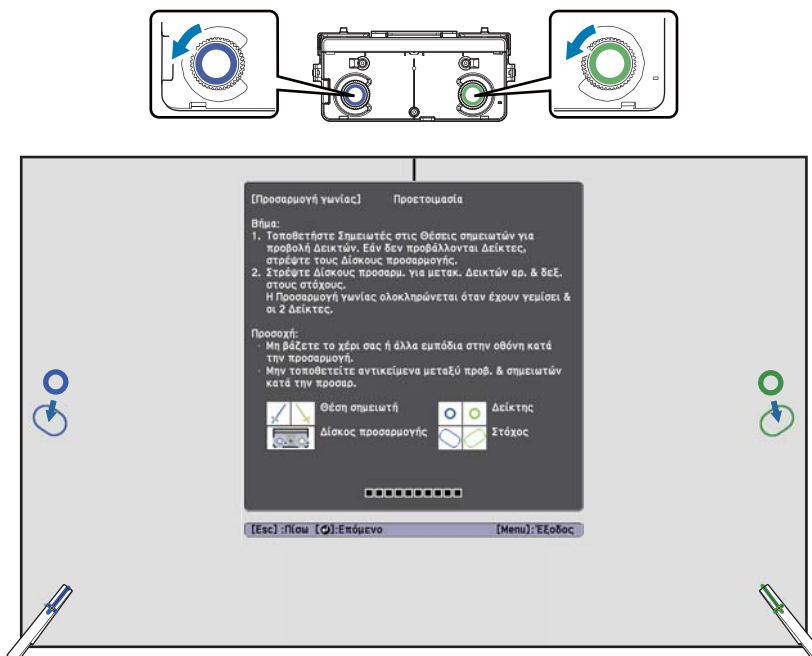 [Προσαρμογή γωνίας] Προετοιμασία
Βήμα:
1. Τοποθετήστε Σημειωτές στις Θέσεις σημειωτών για
προβολή Δεικτών. Εάν δεν προβάλλονται Δείκτες,
στρέψτε τους Δίσκους προσαρμογής.
2. Στρέψτε Δίσκους προσαρμ. για μετακ. Δεικτών αρ. & δεξ.
στους στόχους.
Η Προσαρμογή γωνίας ολοκληρώνεται όταν έχουν γεμίσει &
οι 2 Δείκτες.
Προσοχή:
· Μη βάζετε το χέρι σας ή άλλα εμπόδια στην οθόνη κατά
την προσαρμογή.
· Μην τοποθετείτε αντικείμενα μεταξύ προβ. & σημειωτών
κατά την προσαρ.
Θέση σημειωτή Δείκτης
Δίσκος προσαρμογής Στόχος
[Esc] :Πίσω [⏎]:Επόμενο [Menu]:Έξοδος